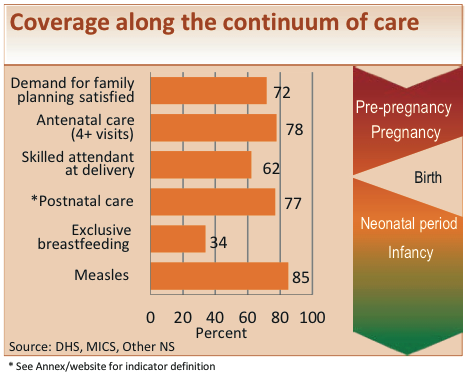 Coverage along the continuum of care
Demand for family
planning satisfied
72
Antenatal care
(4+ visits)
78
Skilled attendant
at delivery
62
*Postnatal care
77
Exclusive
breastfeeding
34
Measles
85
0 20 40 60 80 100
Percent
Pre-pregnancy
Pregnancy
Birth
Neonatal period
Infancy
Source: DHS, MICS, Other NS
* See Annex/website for indicator definition